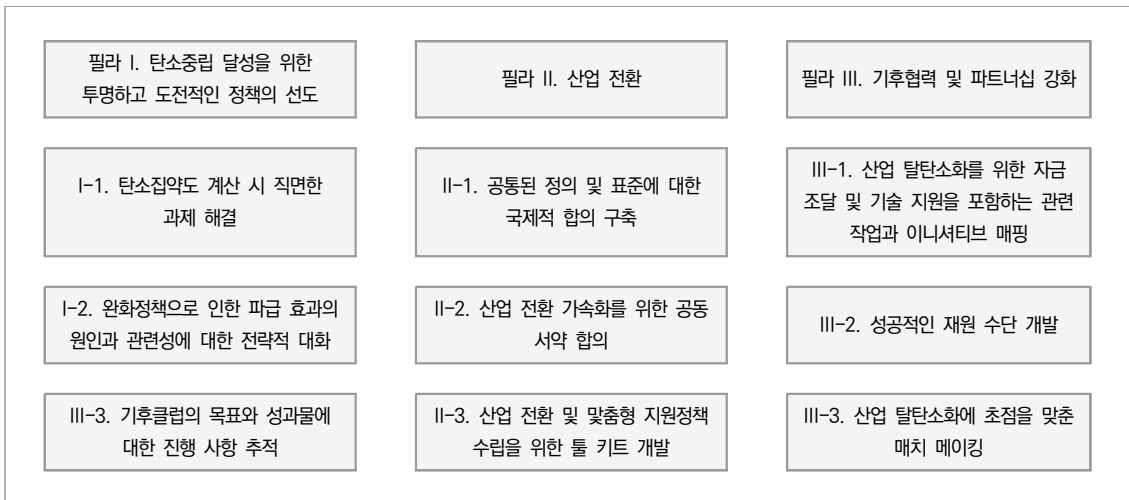 필라 I. 탄소중립 달성을 위한
투명하고 도전적인 정책의 선도
필라 II. 산업 전환
필라 III. 기후협력 및 파트너십 강화
I-1. 탄소집약도 계산 시 직면한
과제 해결
II-1. 공통된 정의 및 표준에 대한
국제적 합의 구축
III-1. 산업 탈탄소화를 위한 자금
조달 및 기술 지원을 포함하는 관련
작업과 이니셔티브 매핑
I-2. 완화정책으로 인한 파급 효과의
원인과 관련성에 대한 전략적 대화
II-2. 산업 전환 가속화를 위한 공동
서약 합의
III-2. 성공적인 재원 수단 개발
III-3. 기후클럽의 목표와 성과물에
대한 진행 사항 추적
II-3. 산업 전환 및 맞춤형 지원정책
수립을 위한 툴 키트 개발
III-3. 산업 탈탄소화에 초점을 맞춘
매치 메이킹